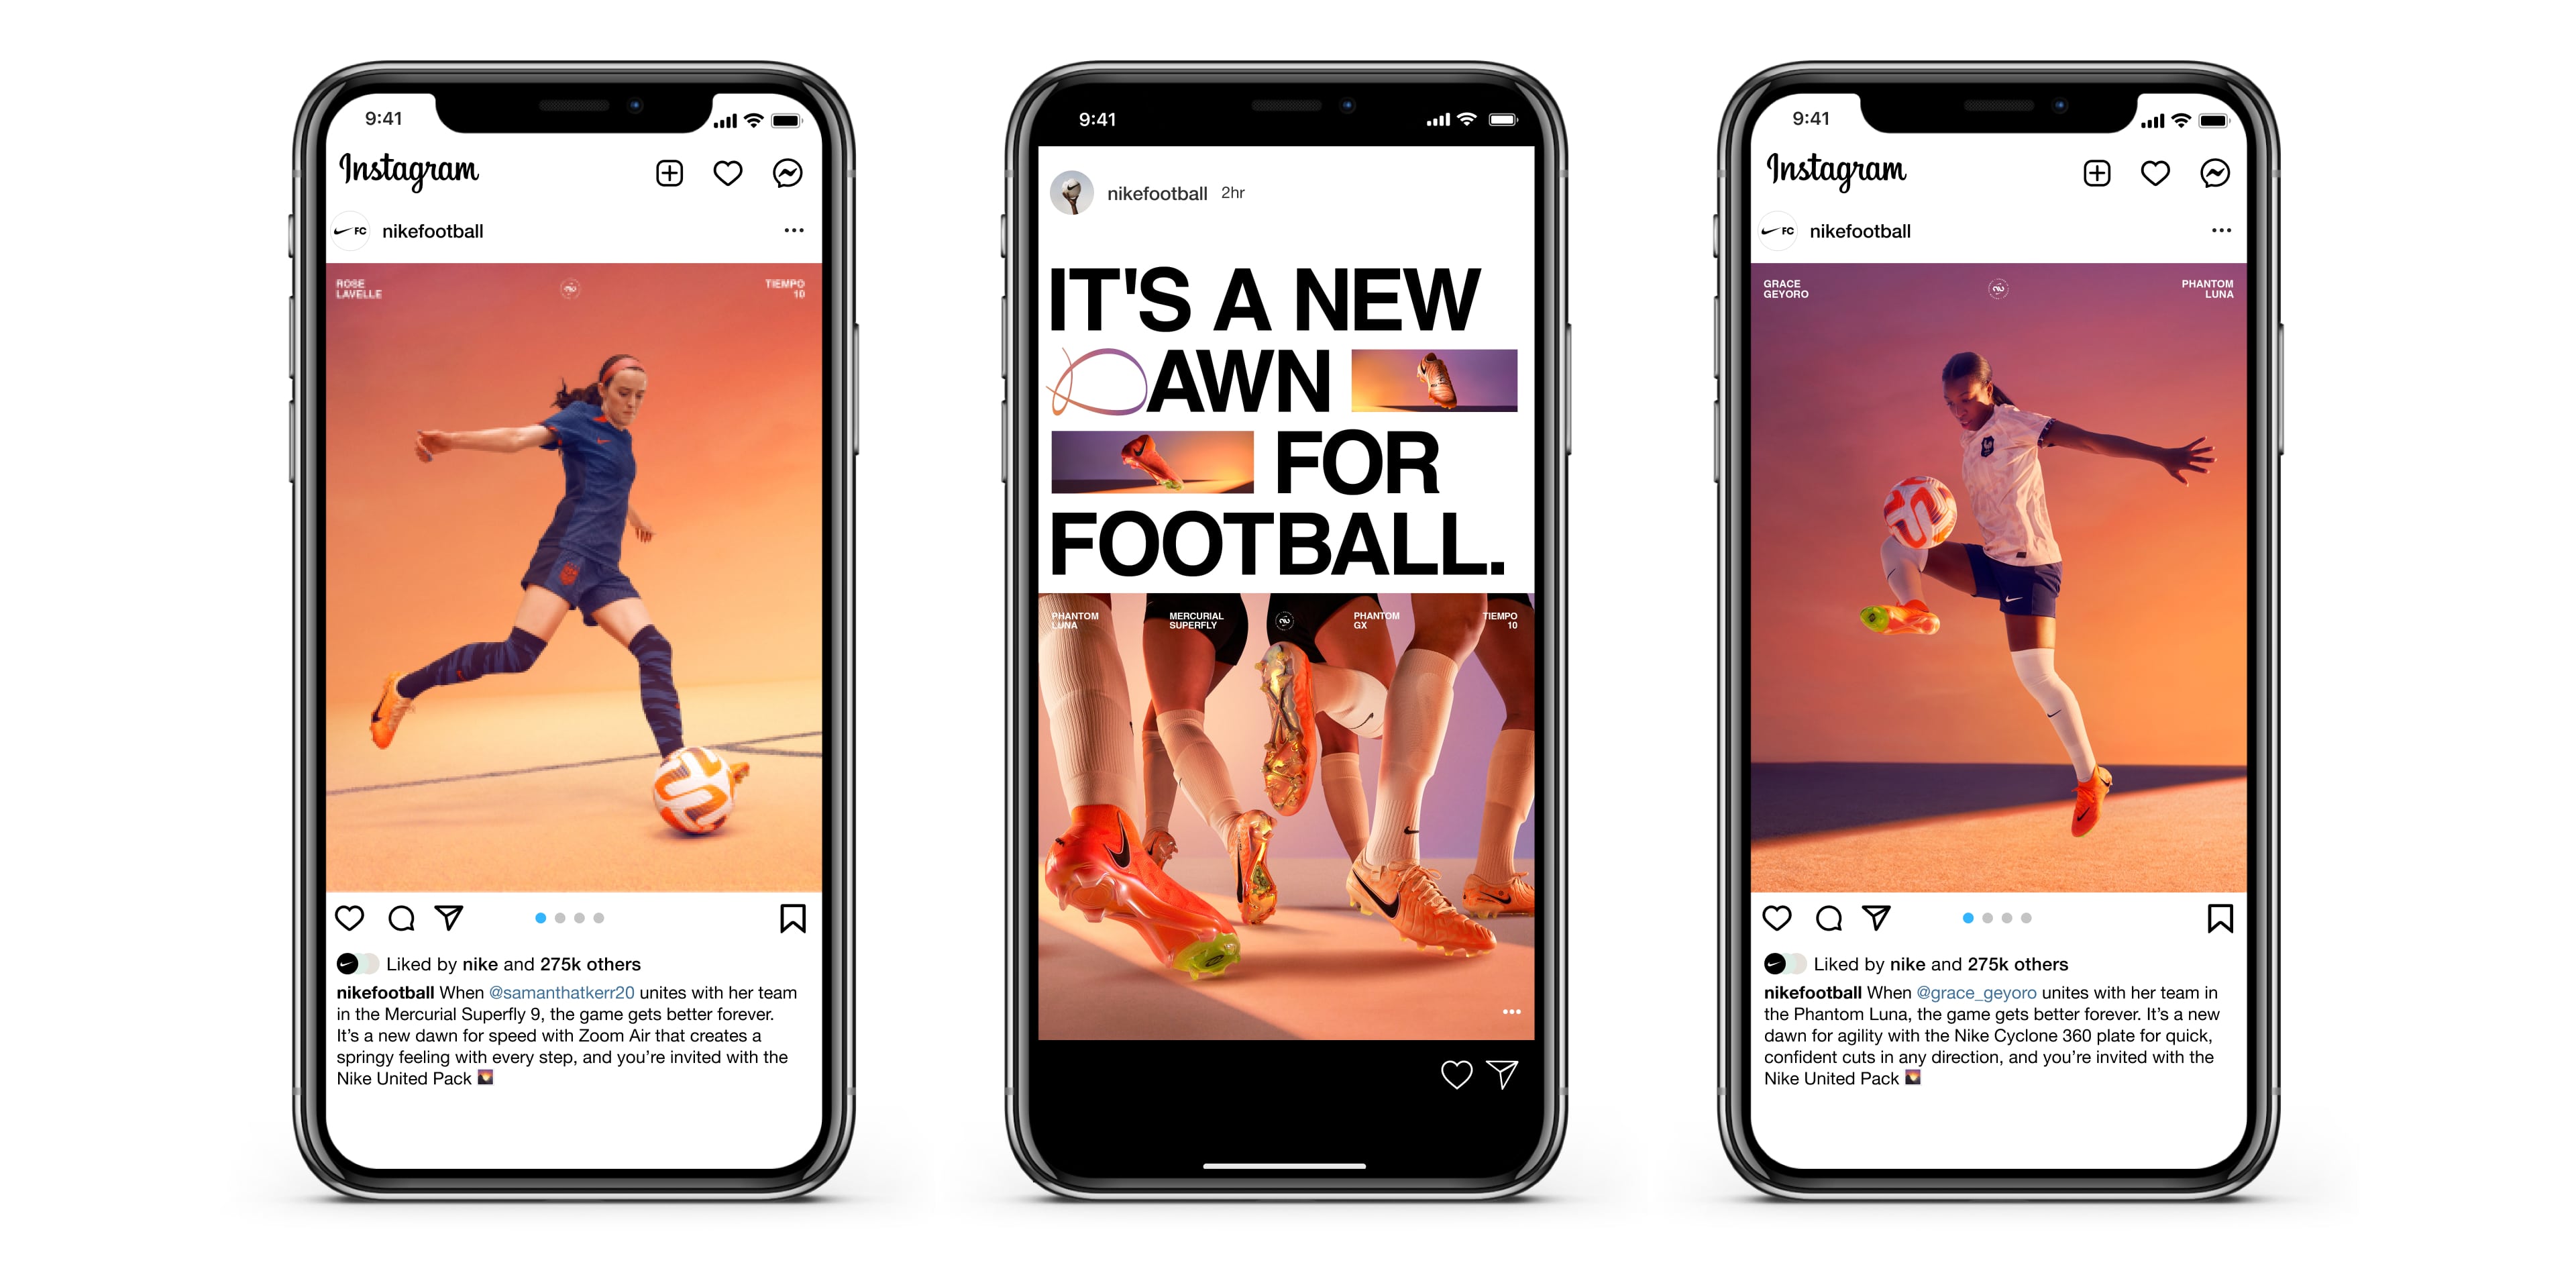 9:41
Instagram
FC nikefootball
ROSE
LAVELLE
TIEMPO
10
Liked by nike and 275k others
nikefootball When @samanthatkerr20 unites with her team
in the Mercurial Superfly 9, the game gets better forever.
It’s a new dawn for speed with Zoom Air that creates a
springy feeling with every step, and you’re invited with the
Nike United Pack
9:41
nikefootball 2hr
IT'S A NEW
DAWN
FOR
FOOTBALL.
PHANTOM
LUNA
MERCURIAL
SUPERFLY
PHANTOM
GX
TIEMPO
10
9:41
Instagram
FC nikefootball
GRACE
GEYORO
PHANTOM
LUNA
Liked by nike and 275k others
nikefootball When @grace_geyoro unites with her team in
the Phantom Luna, the game gets better forever. It’s a new
dawn for agility with the Nike Cyclone 360 plate for quick,
confident cuts in any direction, and you’re invited with the
Nike United Pack